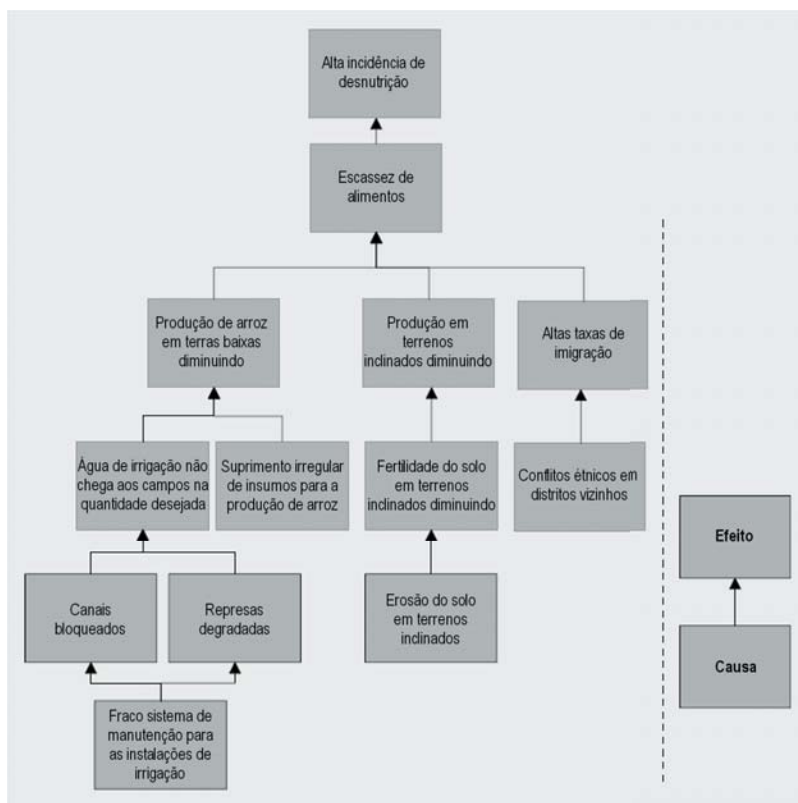 Alta incidência de
desnutrição
Escassez de
alimentos
Produção de arroz
em terras baixas
diminuindo
Produção em
terrenos
inclinados diminuindo
Altas taxas de
imigração
Água de irrigação não
chega aos campos na
quantidade desejada
Suprimento irregular
de insumos para a
produção de arroz
Fertilidade do solo
em terrenos
inclinados diminuindo
Conflitos étnicos em
distritos vizinhos
Canais
bloqueados
Represas
degradadas
Erosão do solo
em terrenos
inclinados
Fraco sistema de
manutenção para
as instalações de
irrigação
Efeito
Causa